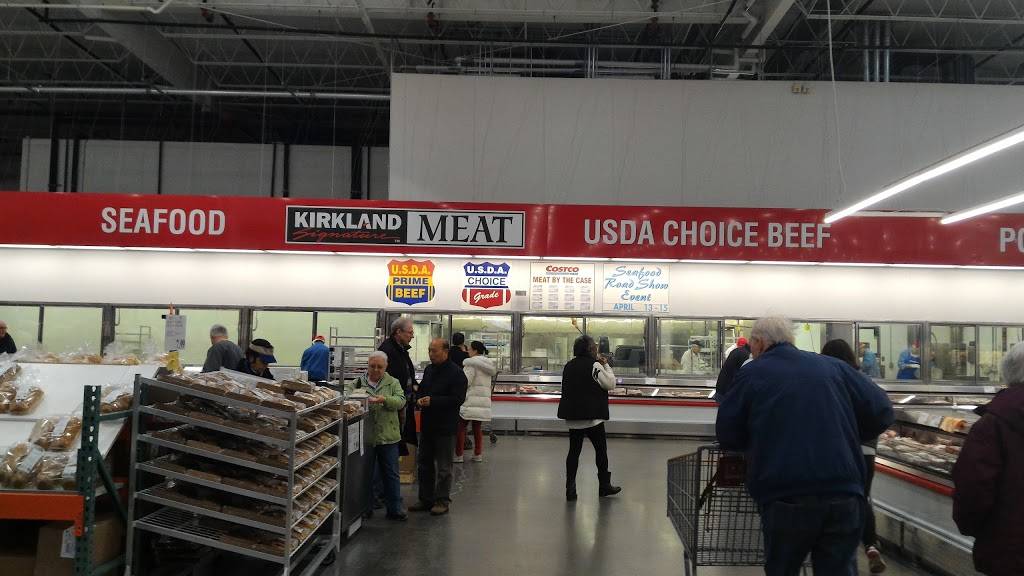 SEAFOOD
KIRKLAND
Signature
MEAT
USDA CHOICE BEEF
PO
U.S.D.A.
PRIME
BEEF
U.S.D.A.
CHOICE
Grade
COSTCO
MEAT BY THE CASE
Seafood
Road Show
Event
APRIL 13-15